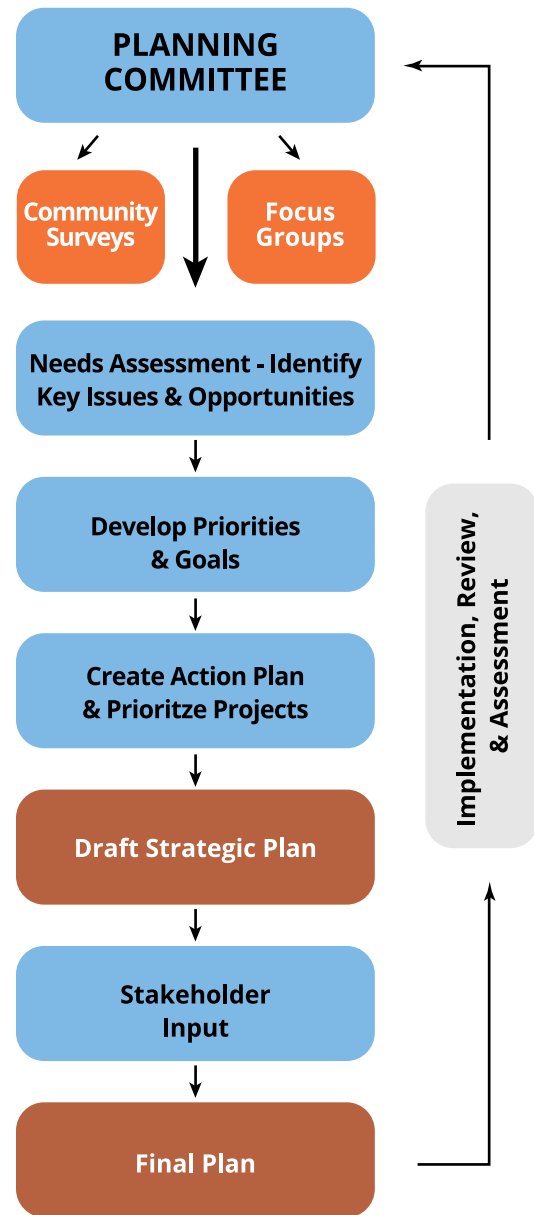 PLANNING
COMMITTEE
Community
Surveys
Focus
Groups
Needs Assessment - Identify
Key Issues & Opportunities
Develop Priorities
& Goals
Create Action Plan
& Prioritze Projects
Draft Strategic Plan
Stakeholder
Input
Final Plan
Implementation, Review,
& Assessment